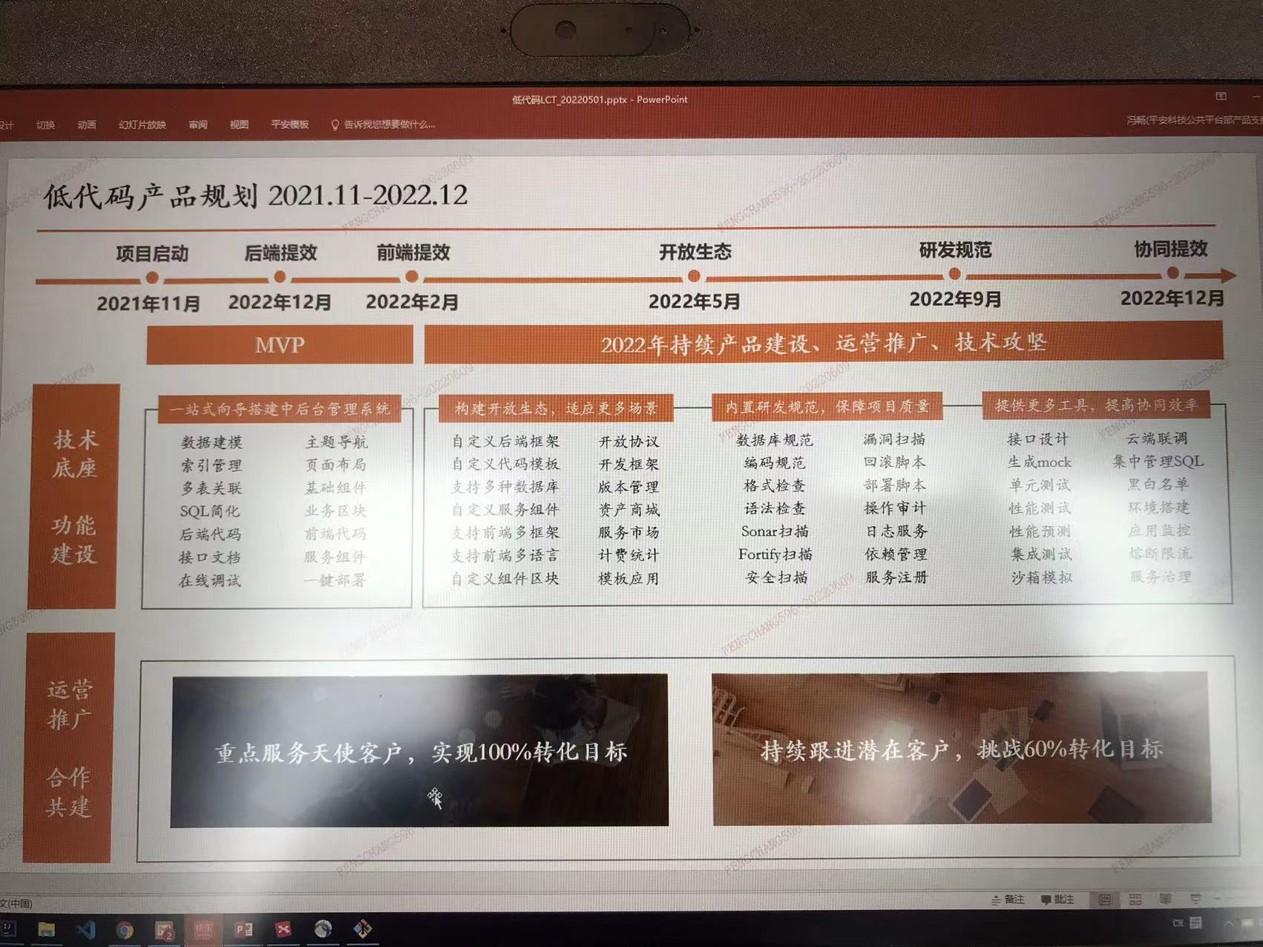 低代码LCT_20220501.pptx - PowerPoint
设计 切换 动画 幻灯片放映 审阅 视图 平安模板 告诉我您想要做什么...
冯畅(平安科技公共平台部产品支
低代码产品规划 2021.11-2022.12
项目启动 后端提效 前端提效 开放生态 研发规范 协同提效
2021年11月 2022年12月 2022年2月 2022年5月 2022年9月 2022年12月
MVP 2022年持续产品建设、运营推广、技术攻坚
技术
底座
功能
建设
一站式向导搭建中后台管理系统
数据建模 主题导航
索引管理 页面布局
多表关联 基础组件
SQL简化 业务区块
后端代码 前端代码
接口文档 服务组件
在线调试 一键部署
构建开放生态，适应更多场景
自定义后端框架 开放协议
自定义代码模板 开发框架
支持多种数据库 版本管理
自定义服务组件 资产商城
支持前端多框架 服务市场
支持前端多语言 计费统计
自定义组件区块 模板应用
内置研发规范，保障项目质量
数据库规范 漏洞扫描
编码规范 回滚脚本
格式检查 部署脚本
语法检查 操作审计
Sonar扫描 日志服务
Fortify扫描 依赖管理
安全扫描 服务注册
提供更多工具，提高协同效率
接口设计 云端联调
生成mock 集中管理SQL
单元测试 黑白名单
性能测试 环境搭建
性能预测 应用监控
集成测试 熔断限流
沙箱模拟 服务治理
运营
推广
合作
共建
重点服务天使客户，实现100%转化目标
持续跟进潜在客户，挑战60%转化目标
FENGCHANG596-20220609
文(中国)
备注 批注
CK